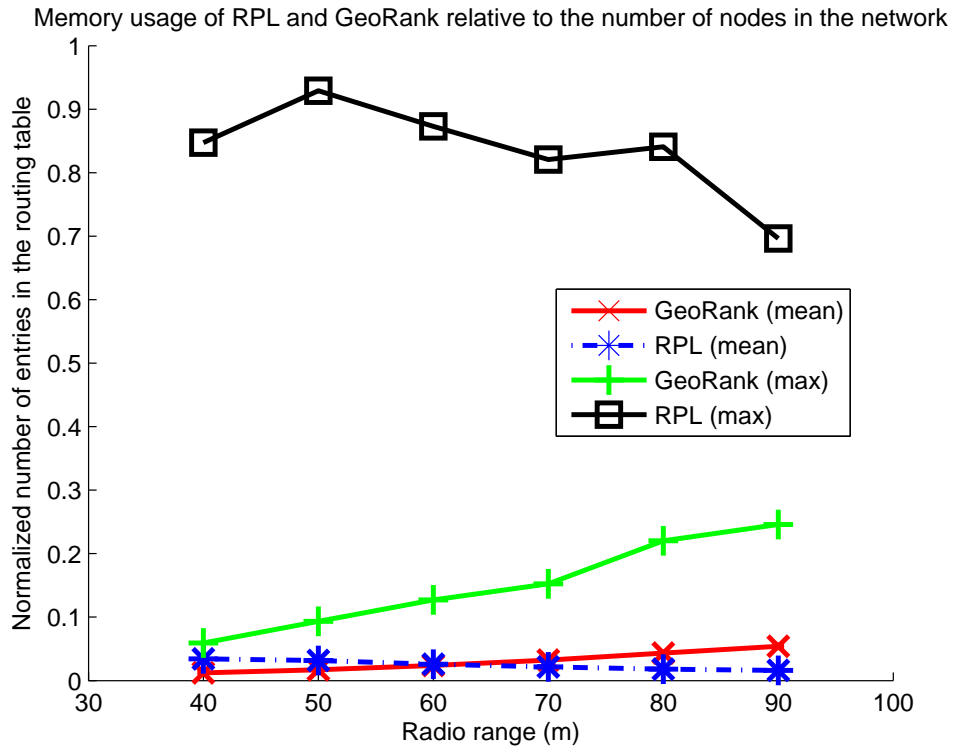 Memory usage of RPL and GeoRank relative to the number of nodes in the network
Normalized number of entries in the routing table
1
0.9
0.8
0.7
0.6
0.5
0.4
0.3
0.2
0.1
0
GeoRank (mean)
RPL (mean)
GeoRank (max)
RPL (max)
30 40 50 60 70 80 90 100
Radio range (m)